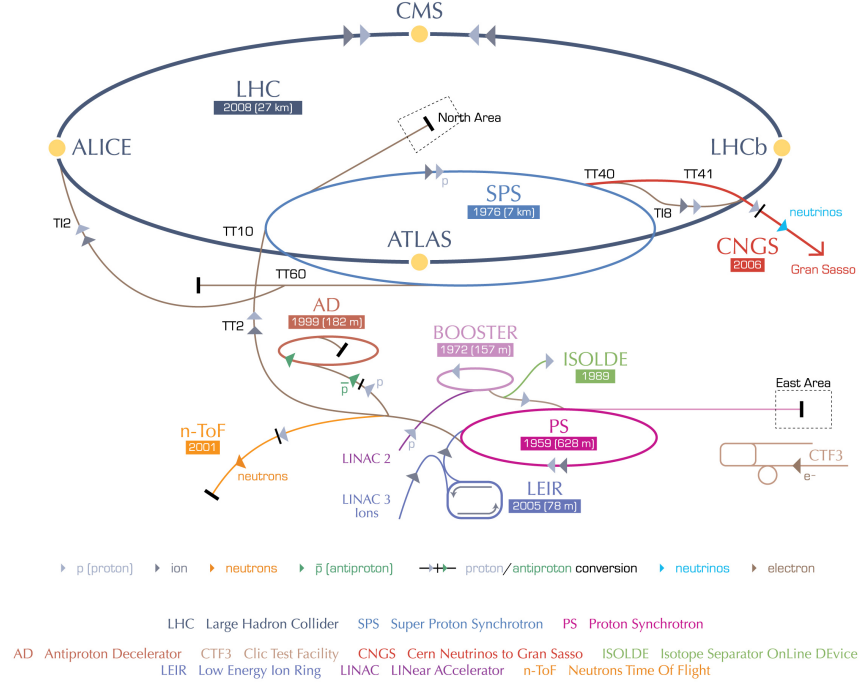 CMS
LHC
2008 (27 km)
North Area
ALICE
LHCb
TT40
TT41
SPS
1976 (7 km)
p
TI8
neutrinos
TI2
TT10
ATLAS
CNGS
2006
Gran Sasso
TT60
AD
1999 (182 m)
TT2
BOOSTER
1972 (157 m)
ISOLDE
1989
p̅
p
East Area
n-ToF
2001
PS
1959 (628 m)
p
LINAC 2
neutrons
CTF3
e-
LINAC 3
Ions
LEIR
2005 (78 m)
p (proton)
ion
neutrons
p̅ (antiproton)
proton/antiproton conversion
neutrinos
electron
LHC Large Hadron Collider SPS Super Proton Synchrotron PS Proton Synchrotron
AD Antiproton Decelerator CTF3 Clic Test Facility CNGS Cern Neutrinos to Gran Sasso ISOLDE Isotope Separator OnLine DEvice
LEIR Low Energy Ion Ring LINAC LINear ACcelerator n-ToF Neutrons Time Of Flight